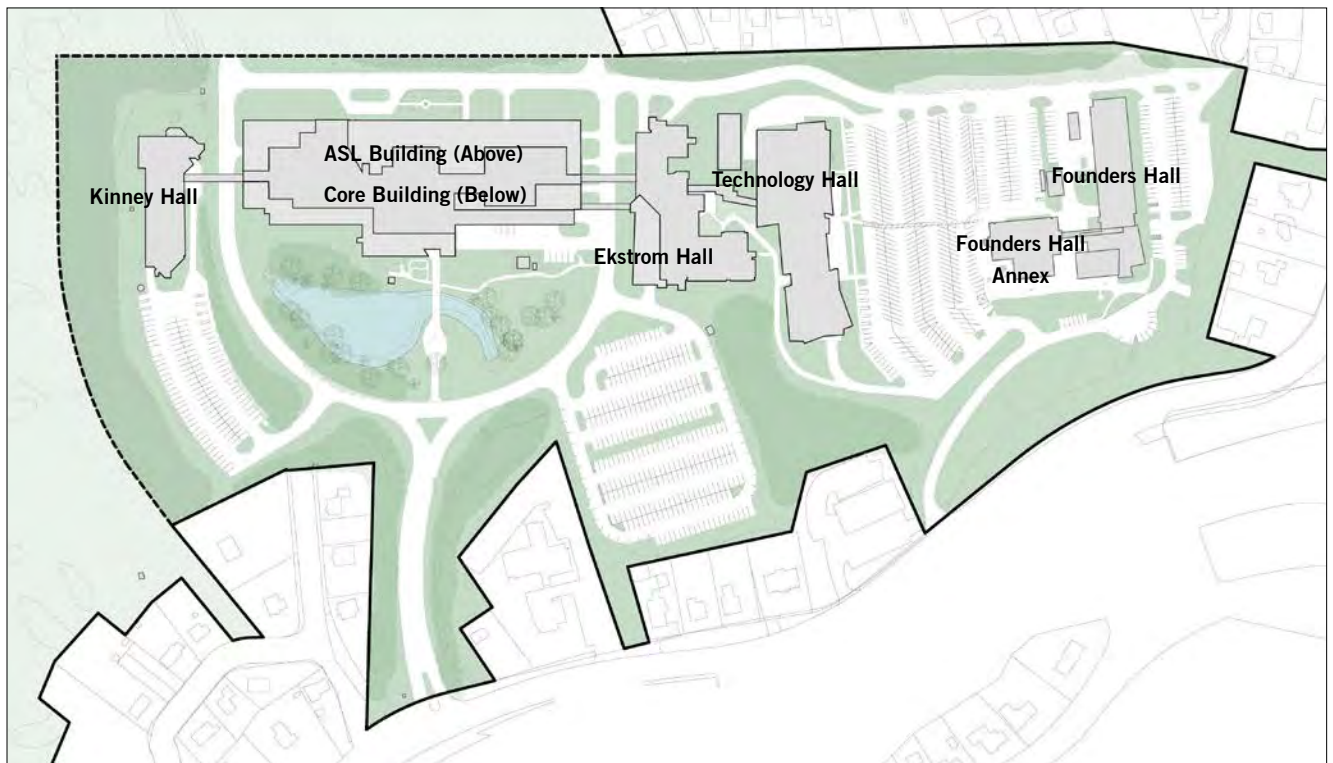 ASL Building (Above)
Core Building (Below)
Kinney Hall
Technology Hall
Ekstrom Hall
Founders Hall
Founders Hall
Annex